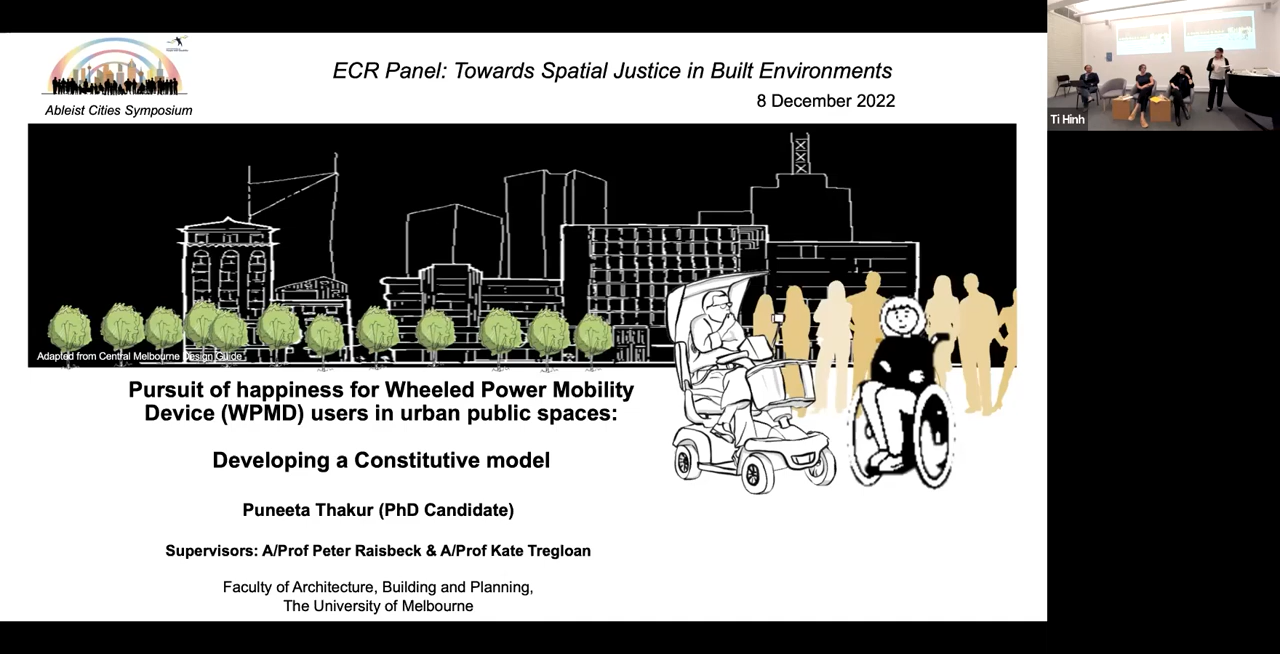 ECR Panel: Towards Spatial Justice in Built Environments
8 December 2022
Ableist Cities Symposium
Ti Hinh
Adapted from Central Melbourne Design Guide
Pursuit of happiness for Wheeled Power Mobility
Device (WPMD) users in urban public spaces:
Developing a Constitutive model
Puneeta Thakur (PhD Candidate)
Supervisors: A/Prof Peter Raisbeck & A/Prof Kate Tregloan
Faculty of Architecture, Building and Planning,
The University of Melbourne